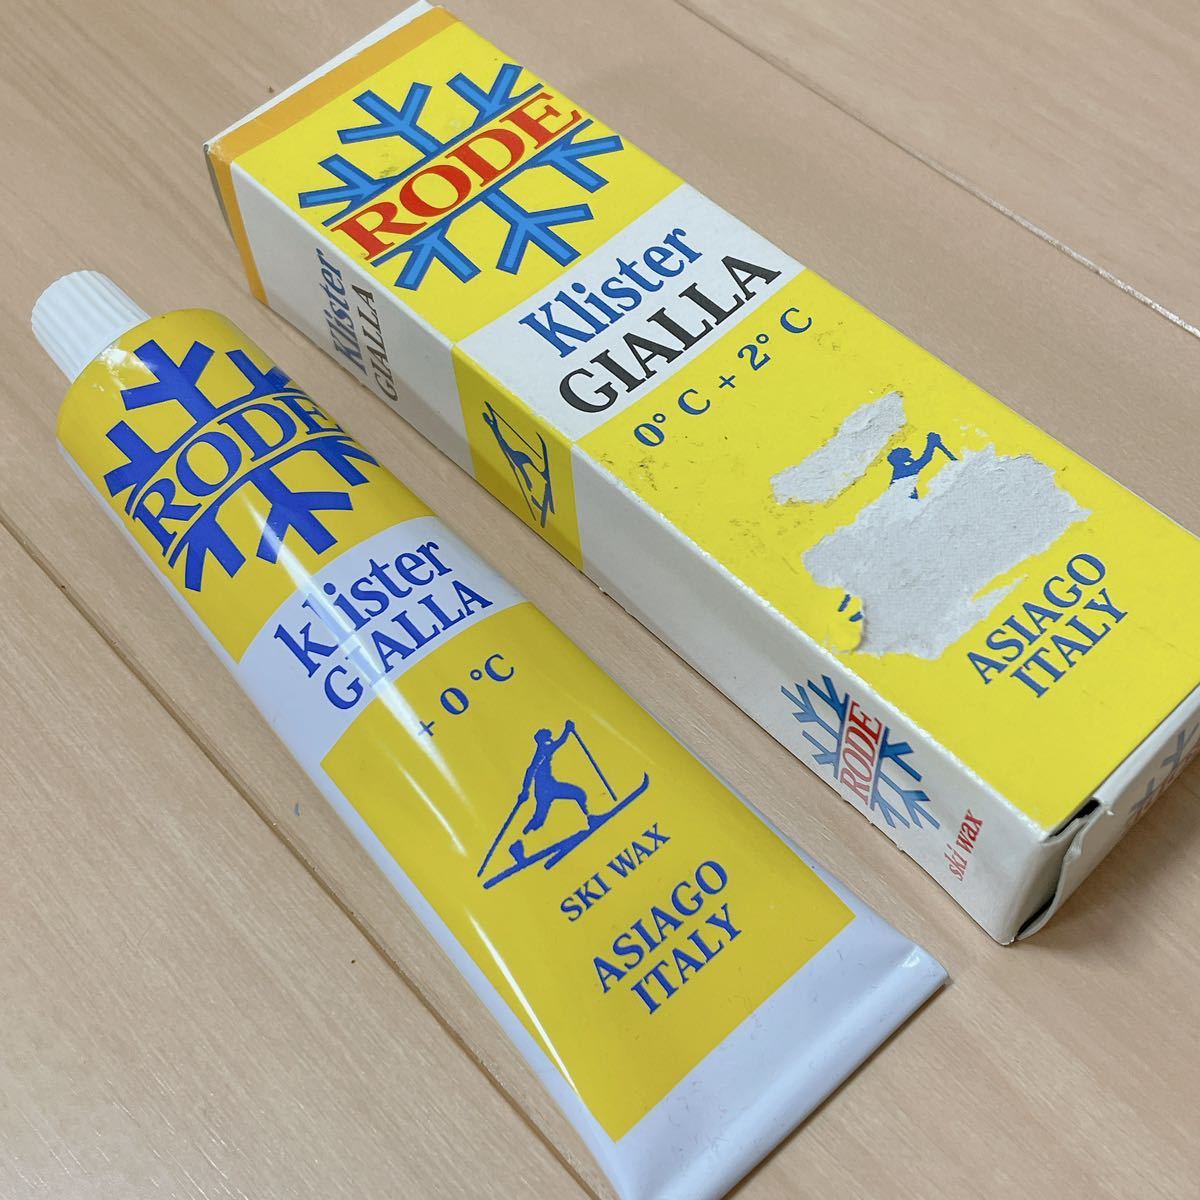 RODE
Klister
GIALLA
0° C + 2° C
ASIAGO
ITALY
Klister
GIALLA
RODE
ski wax
RODE
klister
GIALLA
+ 0 °C
SKI WAX
ASIAGO
ITALY